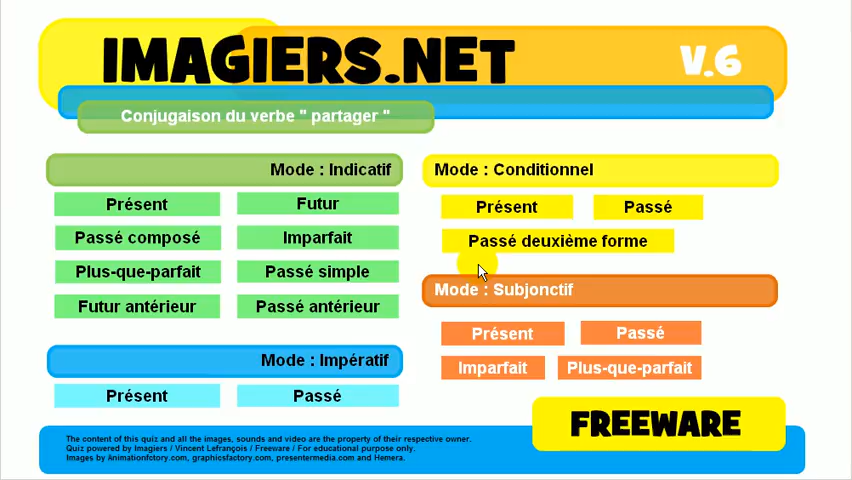 IMAGIERS.NET
V.6
Conjugaison du verbe " partager "
Mode : Indicatif
Présent
Futur
Passé composé
Imparfait
Plus-que-parfait
Passé simple
Futur antérieur
Passé antérieur
Mode : Impératif
Présent
Passé
Mode : Conditionnel
Présent
Passé
Passé deuxième forme
Mode : Subjonctif
Présent
Passé
Imparfait
Plus-que-parfait
FREEWARE
The content of this quiz and all the images, sounds and video are the property of their respective owner.
Quiz powered by Imagiers / Vincent Lefrançois / Freeware / For educational purpose only.
Images by Animationfctory.com, graphicsfactory.com, presentermedia.com and Hemera.